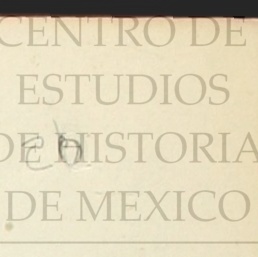 CENTRO DE
ESTUDIOS
DE HISTORIA
DE MEXICO